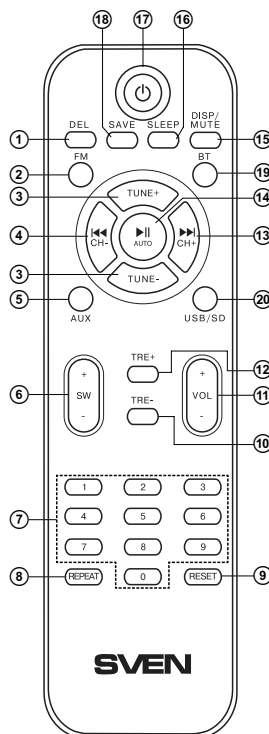 17
18
16
DEL
SAVE
SLEEP
DISP/
MUTE
1
15
2
FM
BT
19
3
TUNE+
14
4
CH-
AUTO
CH+
13
3
TUNE-
5
AUX
USB/SD
20
12
TRE+
6
+
SW
-
+
VOL
-
11
TRE-
10
1
2
3
4
5
6
7
7
8
9
8
REPEAT
0
RESET
9
SVEN